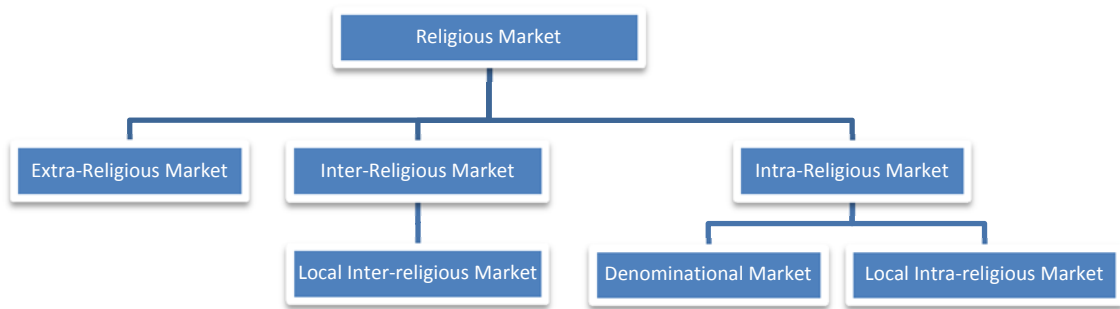 Religious Market
Extra-Religious Market
Inter-Religious Market
Intra-Religious Market
Local Inter-religious Market
Denominational Market
Local Intra-religious Market